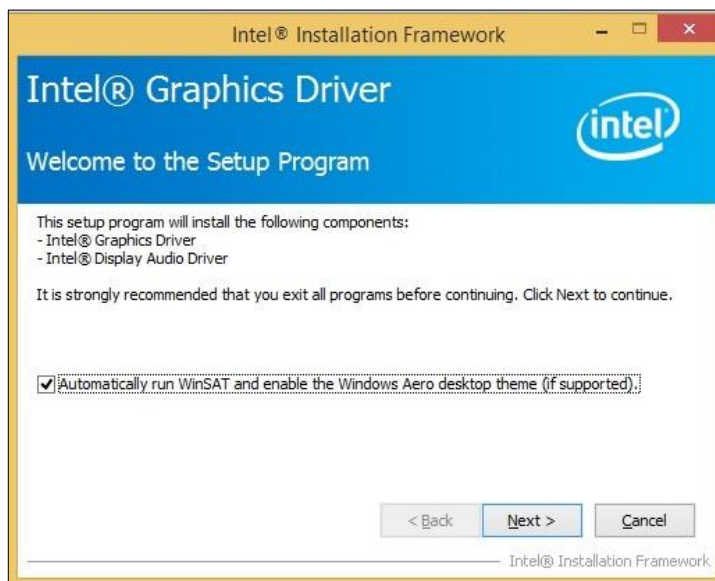 Intel® Installation Framework
Intel® Graphics Driver
intel
Welcome to the Setup Program
This setup program will install the following components:
- Intel® Graphics Driver
- Intel® Display Audio Driver
It is strongly recommended that you exit all programs before continuing. Click Next to continue.
Automatically run WinSAT and enable the Windows Aero desktop theme (if supported).
< Back Next > Cancel
Intel® Installation Framework